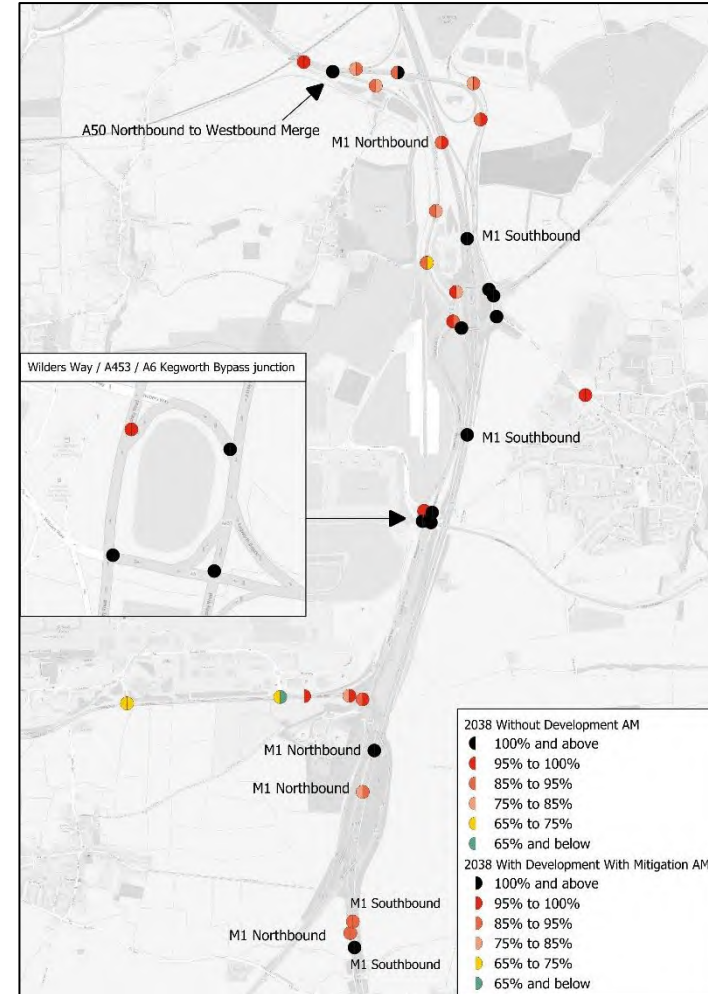 A50 Northbound to Westbound Merge
M1 Northbound
M1 Southbound
Wilders Way / A453 / A6 Kegworth Bypass junction
M1 Southbound
M1 Northbound
M1 Northbound
M1 Southbound
M1 Northbound
M1 Southbound
2038 Without Development AM
100% and above
95% to 100%
85% to 95%
75% to 85%
65% to 75%
65% and below
2038 With Development With Mitigation AM
100% and above
95% to 100%
85% to 95%
75% to 85%
65% to 75%
65% and below